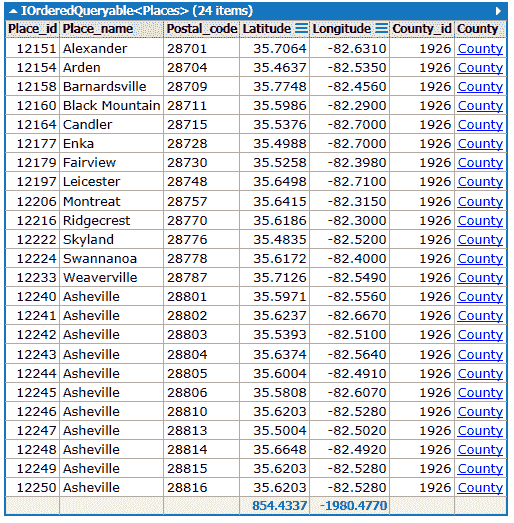 IOrderedQueryable<Places> (24 items)
Place_id Place_name Postal_code Latitude Longitude County_id County
12151 Alexander 28701 35.7064 -82.6310 1926 County
12154 Arden 28704 35.4637 -82.5350 1926 County
12158 Barnardsville 28709 35.7748 -82.4560 1926 County
12160 Black Mountain 28711 35.5986 -82.2900 1926 County
12164 Candler 28715 35.5376 -82.7000 1926 County
12177 Enka 28728 35.4988 -82.7000 1926 County
12179 Fairview 28730 35.5258 -82.3980 1926 County
12197 Leicester 28748 35.6498 -82.7100 1926 County
12206 Montreat 28757 35.6415 -82.3150 1926 County
12216 Ridgecrest 28770 35.6186 -82.3000 1926 County
12222 Skyland 28776 35.4835 -82.5200 1926 County
12224 Swannanoa 28778 35.6172 -82.4000 1926 County
12233 Weaverville 28787 35.7126 -82.5490 1926 County
12240 Asheville 28801 35.5971 -82.5560 1926 County
12241 Asheville 28802 35.6237 -82.6670 1926 County
12242 Asheville 28803 35.5393 -82.5100 1926 County
12243 Asheville 28804 35.6374 -82.5640 1926 County
12244 Asheville 28805 35.6004 -82.4910 1926 County
12245 Asheville 28806 35.5808 -82.6070 1926 County
12246 Asheville 28810 35.6203 -82.5280 1926 County
12247 Asheville 28813 35.5004 -82.5020 1926 County
12248 Asheville 28814 35.6648 -82.4920 1926 County
12249 Asheville 28815 35.6203 -82.5280 1926 County
12250 Asheville 28816 35.6203 -82.5280 1926 County
854.4337 -1980.4770